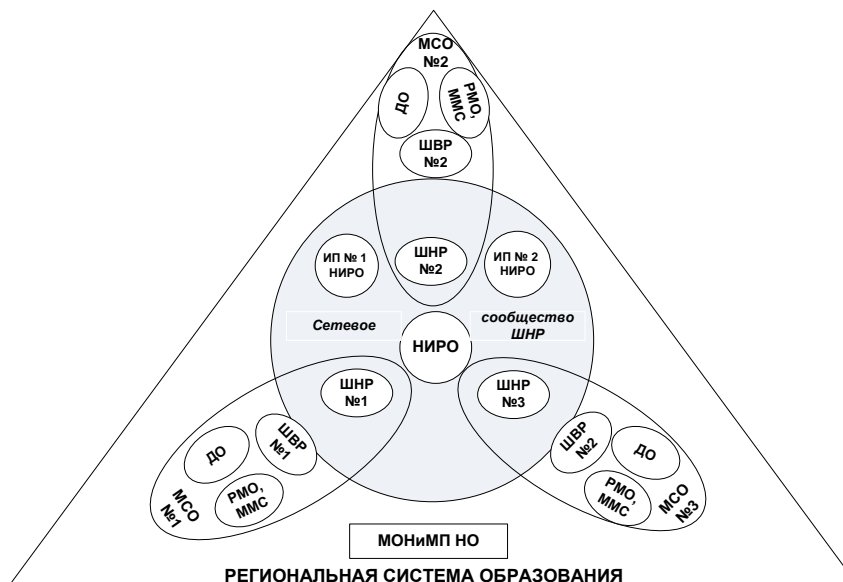 МСО
№2
ДО
РМО,
ММС
ШВР
№2
ИП № 1
НИРО
ШНР
№2
ИП № 2
НИРО
Сетевое
сообщество
ШНР
НИРО
ШНР
№1
ШНР
№3
ДО
ШВР
№1
РМО,
ММС
МСО
№1
ШВР
№2
ДО
РМО,
ММС
МСО
№3
МОНиМП НО
РЕГИОНАЛЬНАЯ СИСТЕМА ОБРАЗОВАНИЯ